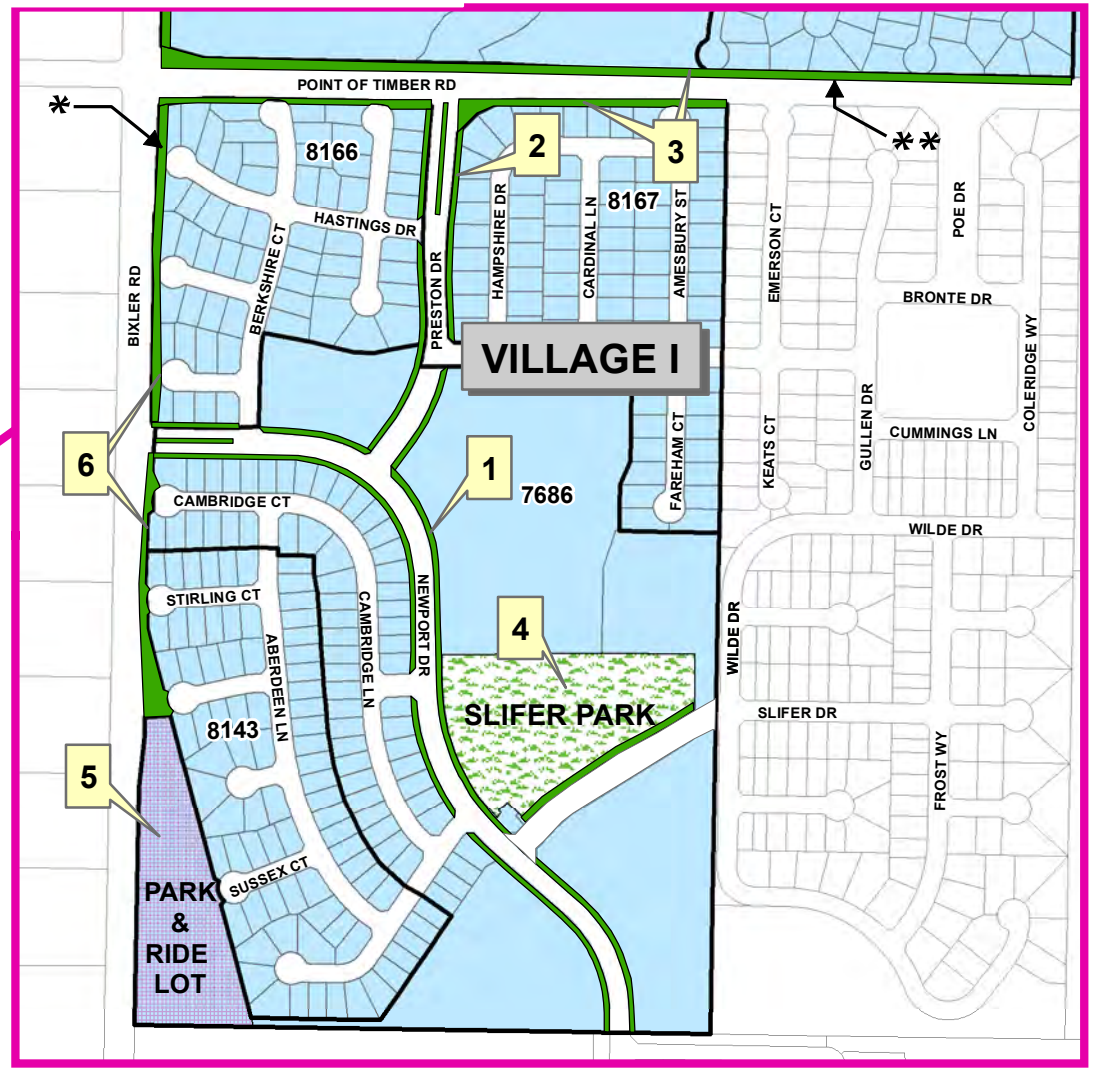 POINT OF TIMBER RD
*
* *
8166
2
3
8167
HASTINGS DR
BERKSHIRE CT
BIXLER RD
PRESTON DR
HAMPSHIRE DR
CARDINAL LN
AMESBURY ST
EMERSON CT
POE DR
BRONTE DR
COLERIDGE WY
VILLAGE I
GULLEN DR
CUMMINGS LN
KEATS CT
FAREHAM CT
6
1
7686
CAMBRIDGE CT
WILDE DR
STIRLING CT
ABERDEEN LN
CAMBRIDGE LN
NEWPORT DR
4
WILDE DR
SLIFER PARK
SLIFER DR
8143
FROST WY
5
SUSSEX CT
PARK
&
RIDE
LOT